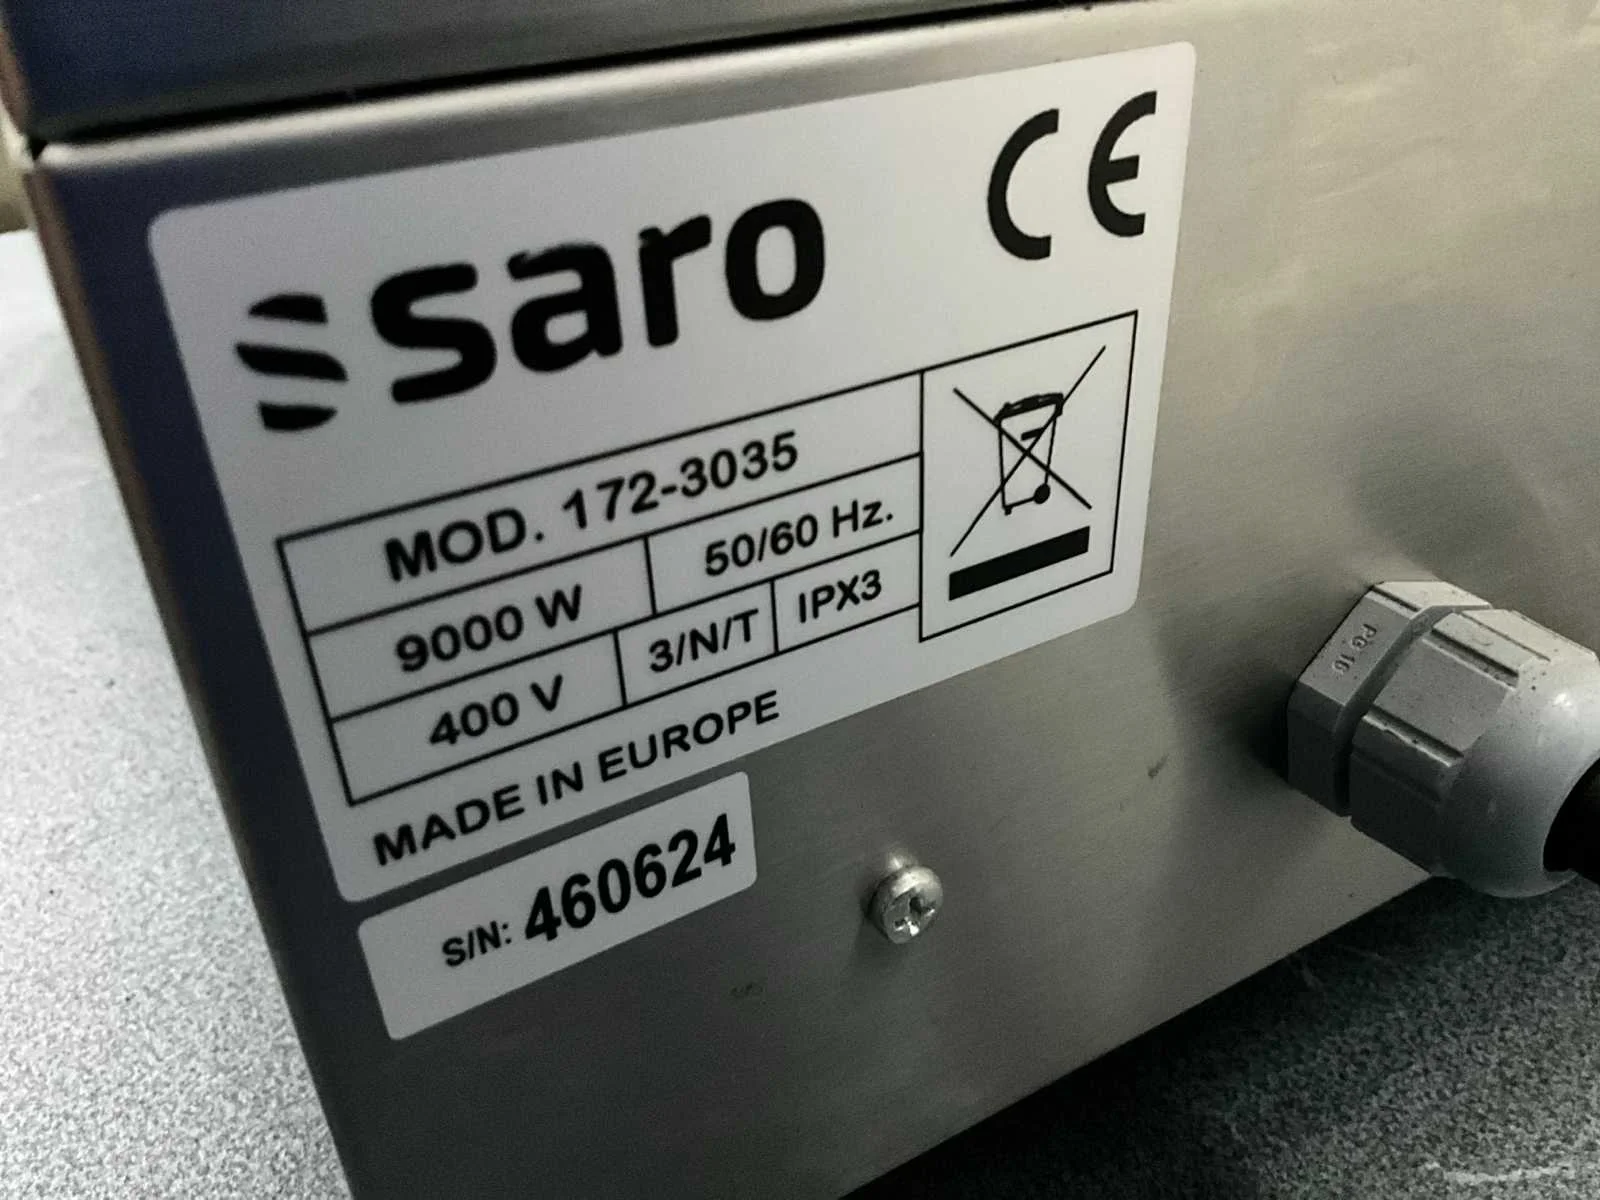 saro CE
MOD. 172-3035
9000 W 50/60 Hz.
400 V 3/N/T IPX3
MADE IN EUROPE
S/N: 460624
PG 16